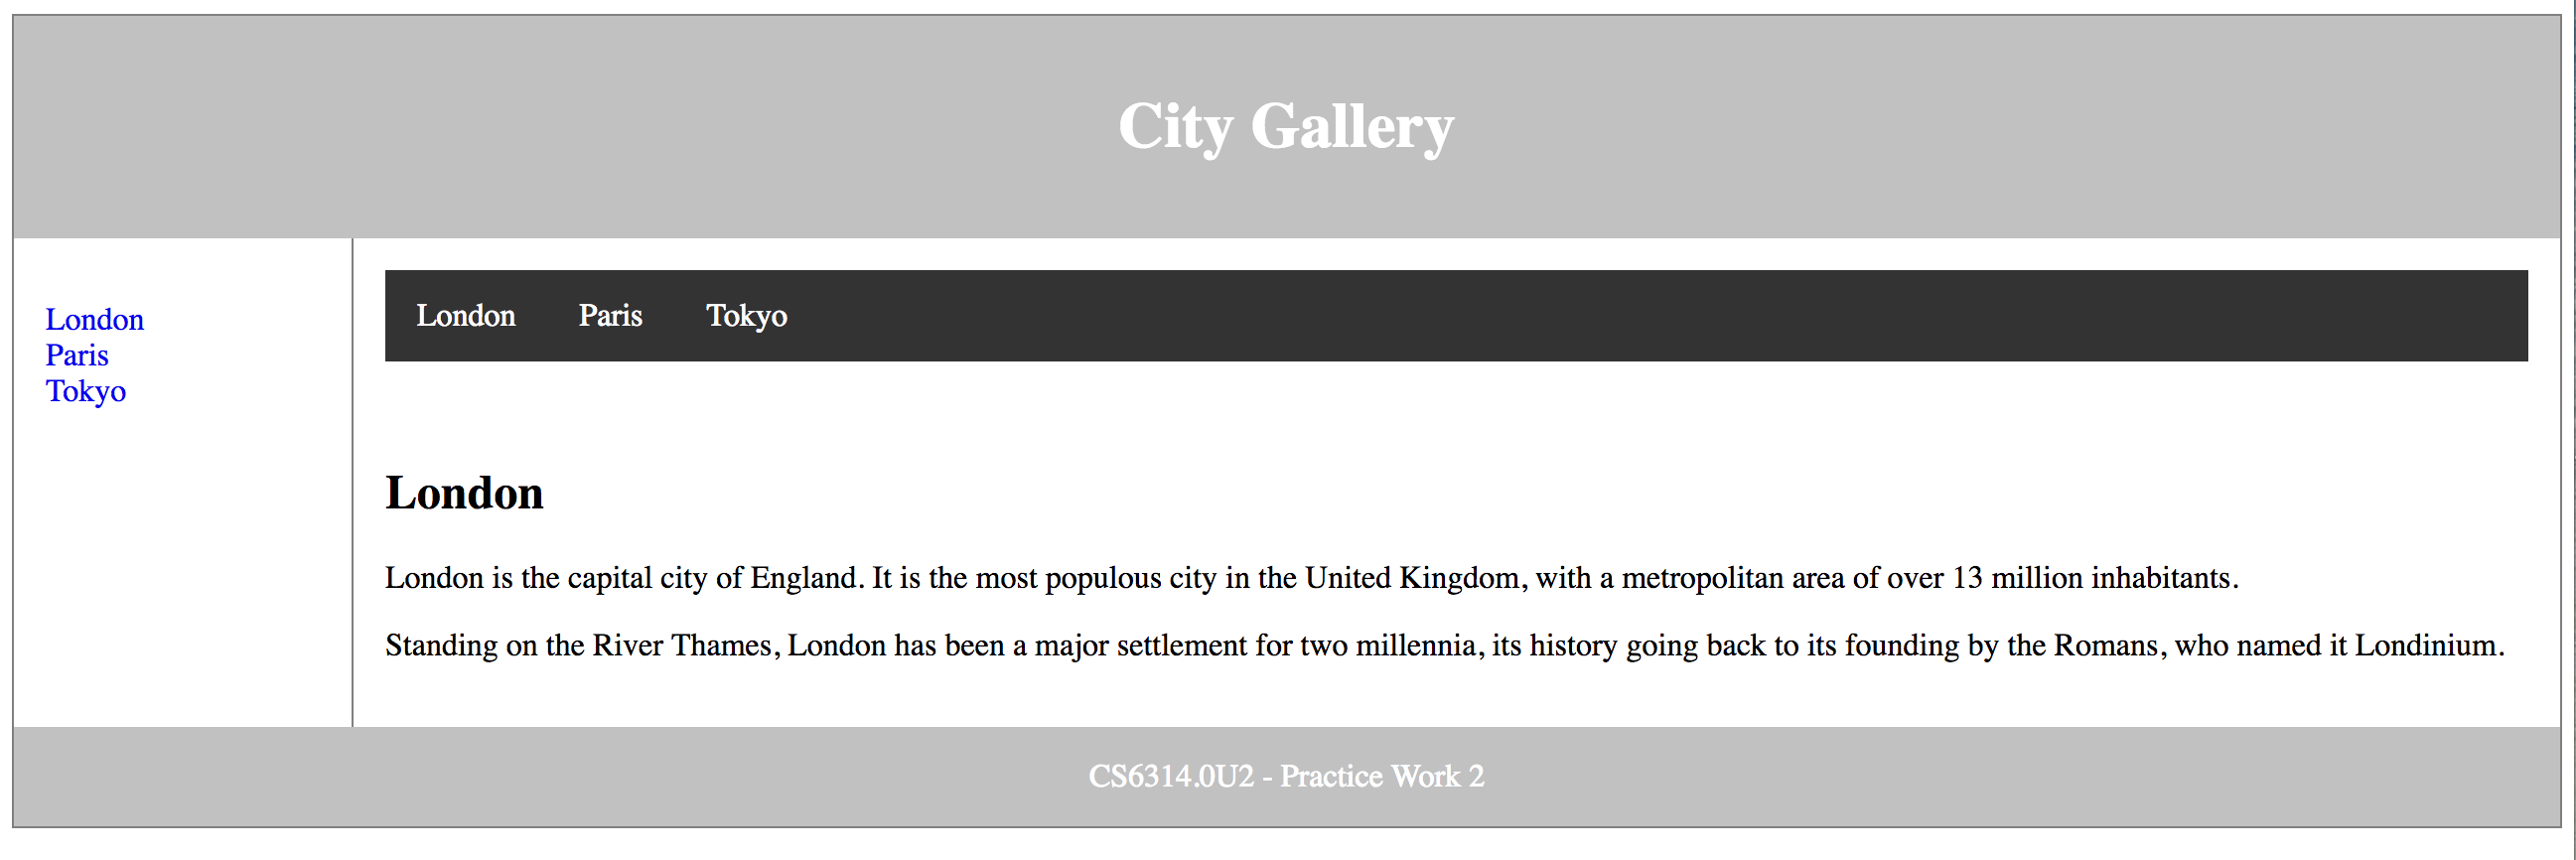 City Gallery
London
Paris
Tokyo
London Paris Tokyo
London
London is the capital city of England. It is the most populous city in the United Kingdom, with a metropolitan area of over 13 million inhabitants.
Standing on the River Thames, London has been a major settlement for two millennia, its history going back to its founding by the Romans, who named it Londinium.
CS6314.0U2 - Practice Work 2